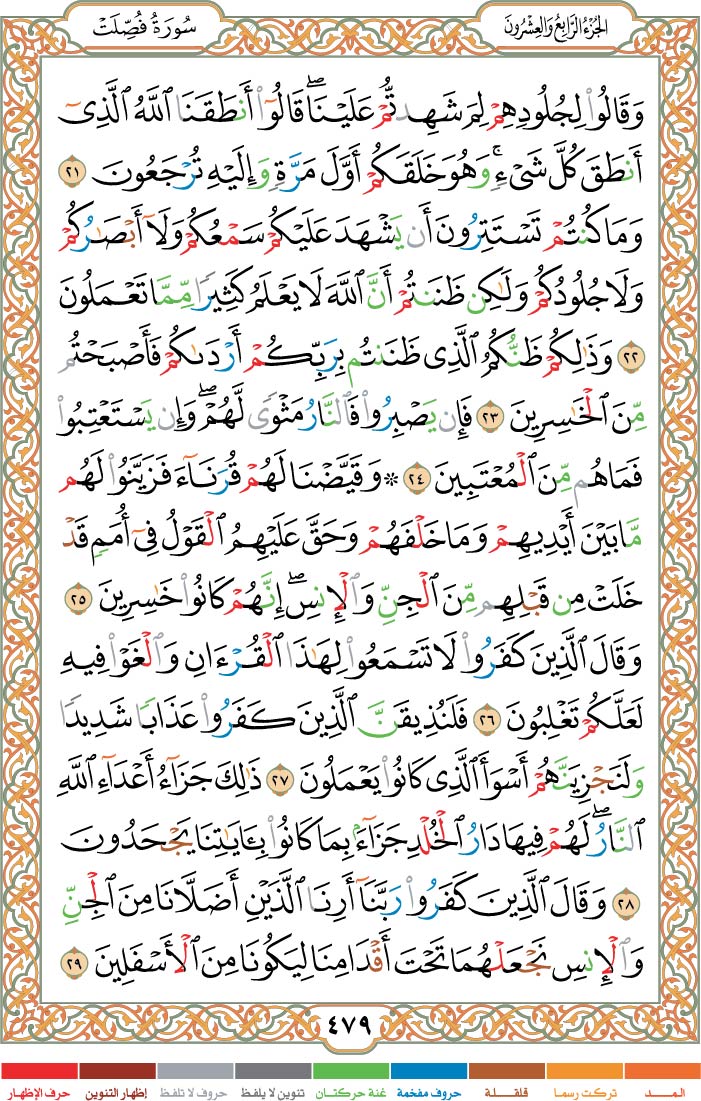 الجُزْءُ الرَّابِعُ وَالعِشْرُونَ
سُورَةُ فُصِّلَتْ
وَقَالُوا۟ لِجُلُودِهِمْ لِمَ شَهِدتُّمْ عَلَيْنَا ۖ قَالُوٓا۟ أَنطَقَنَا ٱللَّهُ ٱلَّذِىٓ
أَنطَقَ كُلَّ شَىْءٍۢ وَهُوَ خَلَقَكُمْ أَوَّلَ مَرَّةٍۢ وَإِلَيْهِ تُرْجَعُونَ ٢١
وَمَا كُنتُمْ تَسْتَتِرُونَ أَن يَشْهَدَ عَلَيْكُمْ سَمْعُكُمْ وَلَآ أَبْصَـٰرُكُمْ
وَلَا جُلُودُكُمْ وَلَـٰكِن ظَنَنتُمْ أَنَّ ٱللَّهَ لَا يَعْلَمُ كَثِيرًۭا مِّمَّا تَعْمَلُونَ
٢٢ وَذَٰلِكُمْ ظَنُّكُمُ ٱلَّذِى ظَنَنتُم بِرَبِّكُمْ أَرْدَىٰكُمْ فَأَصْبَحْتُم
مِّنَ ٱلْخَـٰسِرِينَ ٢٣ فَإِن يَصْبِرُوا۟ فَٱلنَّارُ مَثْوًۭى لَّهُمْ ۖ وَإِن يَسْتَعْتِبُوا۟
فَمَا هُم مِّنَ ٱلْمُعْتَبِينَ ٢٤ ۞ وَقَيَّضْنَا لَهُمْ قُرَنَآءَ فَزَيَّنُوا۟ لَهُم
مَّا بَيْنَ أَيْدِيهِمْ وَمَا خَلْفَهُمْ وَحَقَّ عَلَيْهِمُ ٱلْقَوْلُ فِىٓ أُمَمٍۢ قَدْ
خَلَتْ مِن قَبْلِهِم مِّنَ ٱلْجِنِّ وَٱلْإِنسِ ۖ إِنَّهُمْ كَانُوا۟ خَـٰسِرِينَ ٢٥
وَقَالَ ٱلَّذِينَ كَفَرُوا۟ لَا تَسْمَعُوا۟ لِهَـٰذَا ٱلْقُرْءَانِ وَٱلْغَوْا۟ فِيهِ
لَعَلَّكُمْ تَغْلِبُونَ ٢٦ فَلَنُذِيقَنَّ ٱلَّذِينَ كَفَرُوا۟ عَذَابًۭا شَدِيدًۭا
وَلَنَجْزِيَنَّهُمْ أَسْوَأَ ٱلَّذِى كَانُوا۟ يَعْمَلُونَ ٢٧ ذَٰلِكَ جَزَآءُ أَعْدَآءِ ٱللَّهِ
ٱلنَّارُ ۖ لَهُمْ فِيهَا دَارُ ٱلْخُلْدِ ۖ جَزَآءًۢ بِمَا كَانُوا۟ بِـَٔايَـٰتِنَا يَجْحَدُونَ
٢٨ وَقَالَ ٱلَّذِينَ كَفَرُوا۟ رَبَّنَآ أَرِنَا ٱلَّذَيْنِ أَضَلَّانَا مِنَ ٱلْجِنِّ
وَٱلْإِنسِ نَجْعَلْهُمَا تَحْتَ أَقْدَامِنَا لِيَكُونَا مِنَ ٱلْأَسْفَلِينَ ٢٩
٤٧٩
المـــد تركت رسما قلقـلـة حروف مفخمة غنة حركتـان تنوين لا يلفظ حروف لا تلفظ إظهار التنوين حرف الإظهار